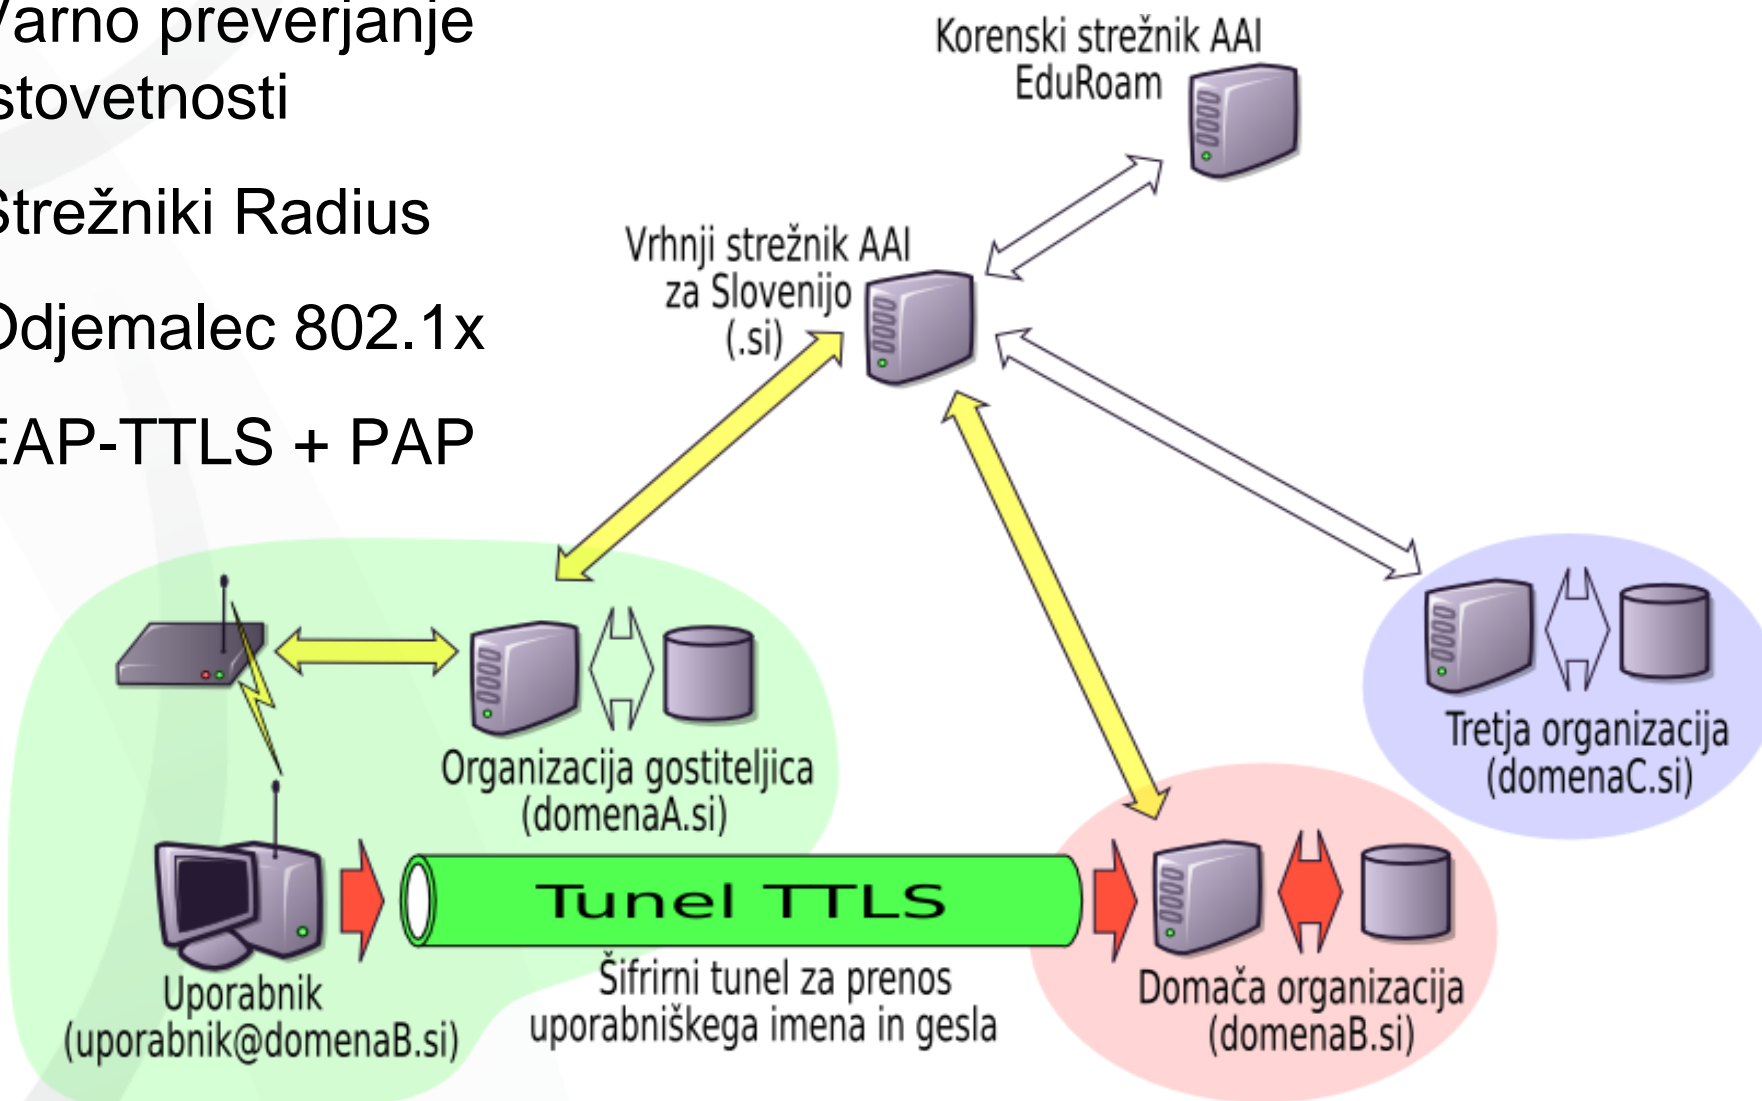 Varno preverjanje
stovetnosti
Strežniki Radius
Odjemalec 802.1x
EAP-TTLS + PAP
Korenski strežnik AAI
EduRoam
Vrhnji strežnik AAI
za Slovenijo
(.si)
Organizacija gostiteljica
(domenaA.si)
Tretja organizacija
(domenaC.si)
Tunel TTLS
Šifrirni tunel za prenos
uporabniškega imena in gesla
Uporabnik
(uporabnik@domenaB.si)
Domača organizacija
(domenaB.si)